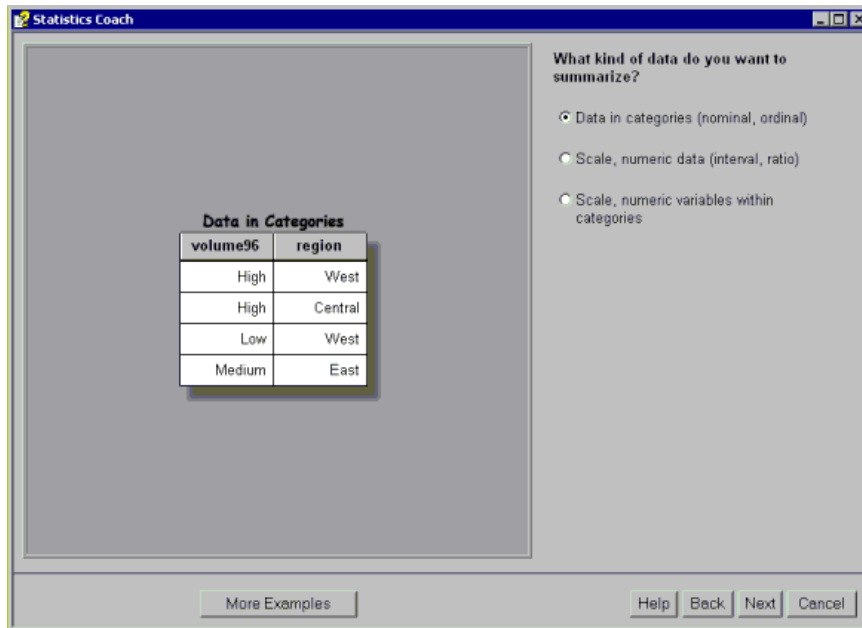 Statistics Coach
What kind of data do you want to
summarize?
Data in categories (nominal, ordinal)
Scale, numeric data (interval, ratio)
Scale, numeric variables within
categories
Data in Categories
volume96 region
High West
High Central
Low West
Medium East
More Examples Help Back Next Cancel